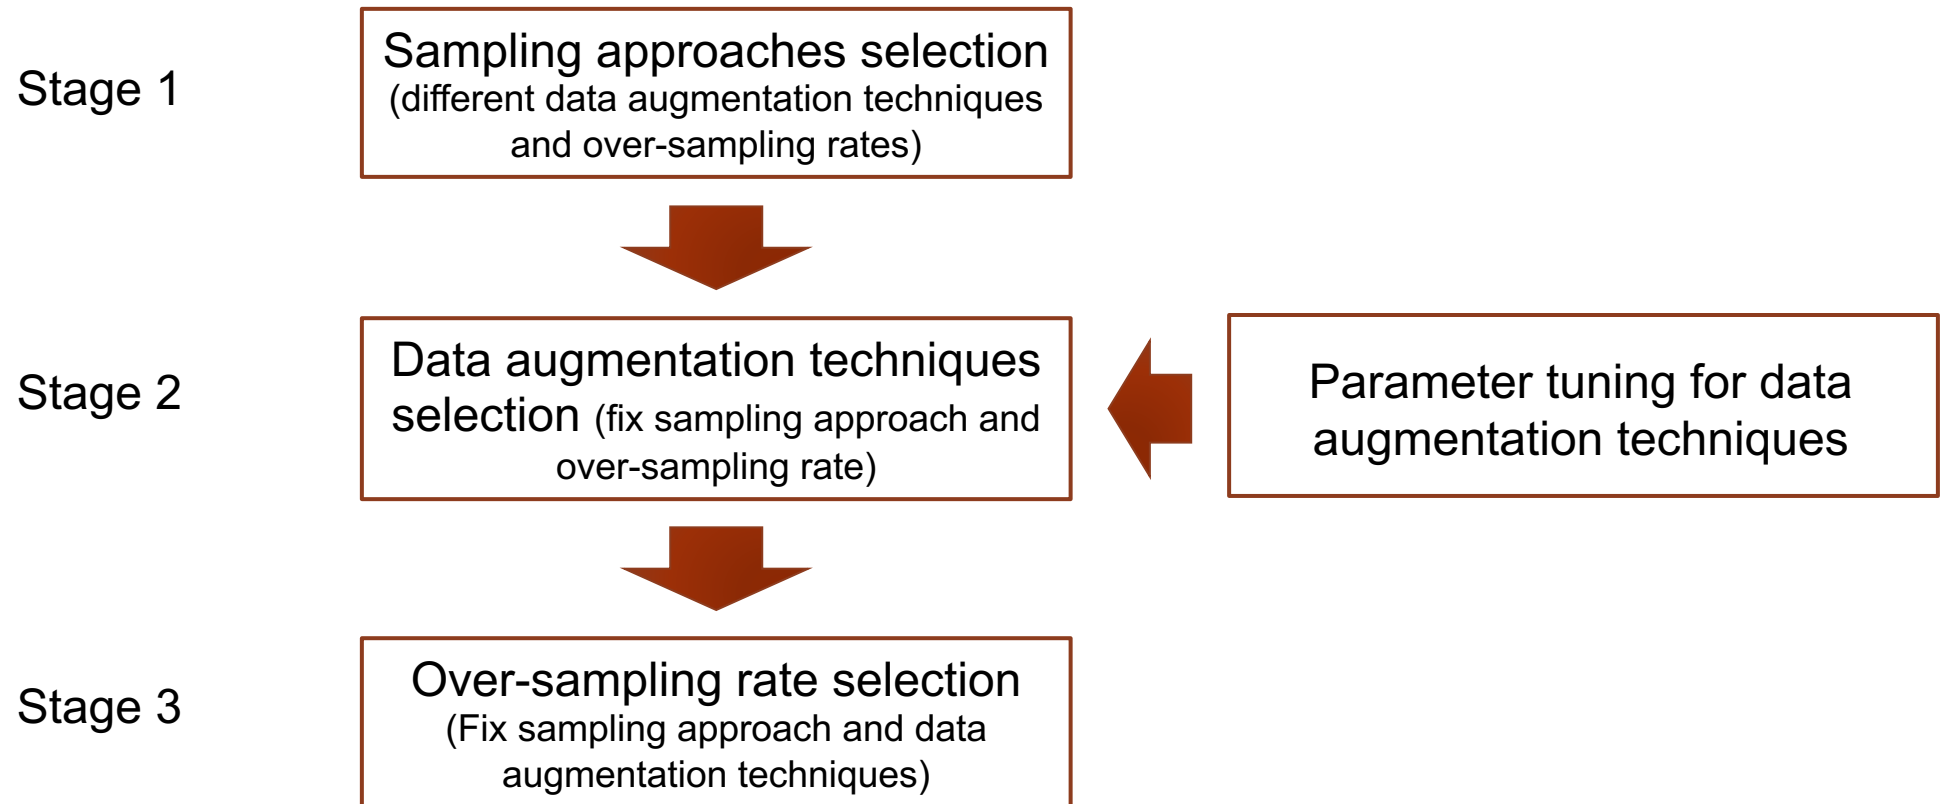 Stage 1
Sampling approaches selection
(different data augmentation techniques
and over-sampling rates)
Stage 2
Data augmentation techniques
selection (fix sampling approach and
over-sampling rate)
Parameter tuning for data
augmentation techniques
Stage 3
Over-sampling rate selection
(Fix sampling approach and data
augmentation techniques)